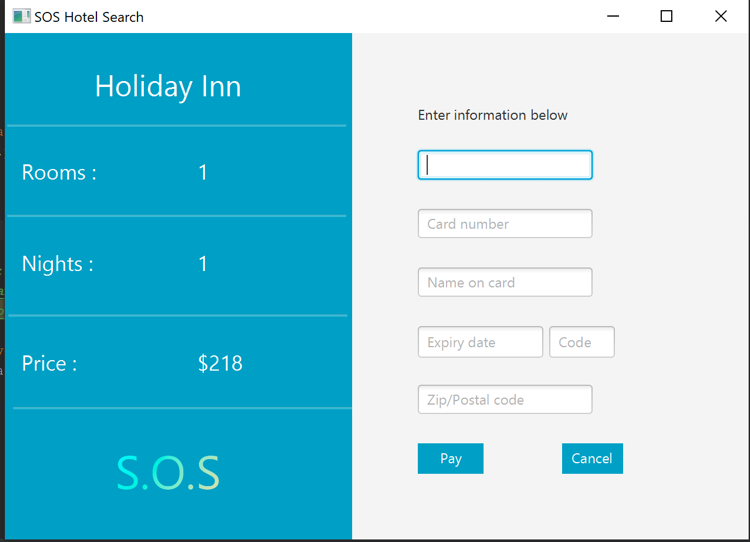 SOS Hotel Search
Holiday Inn
Rooms : 1
Nights : 1
Price : $218
S.O.S
Enter information below
Card number
Name on card
Expiry date Code
Zip/Postal code
Pay Cancel